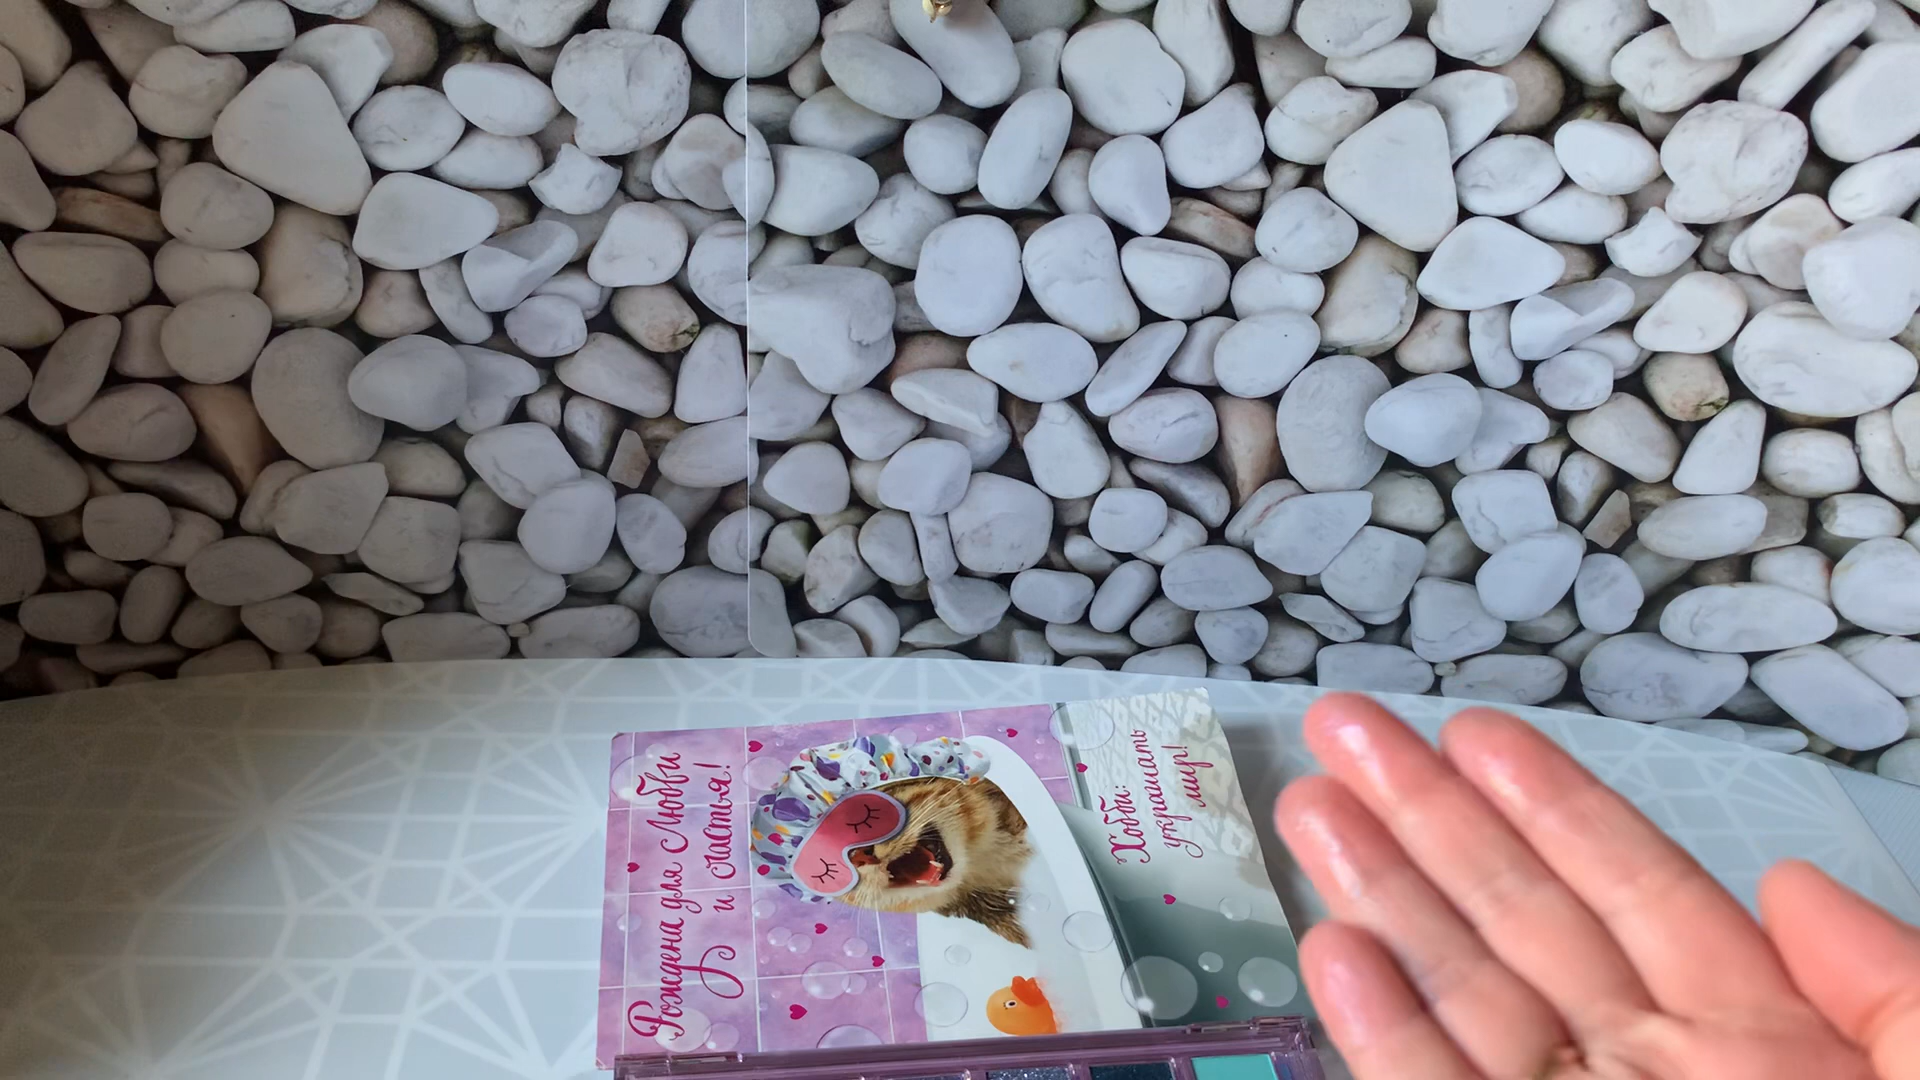 Рождена для Любви
и счастья!
Хобби:
украшать
мир!